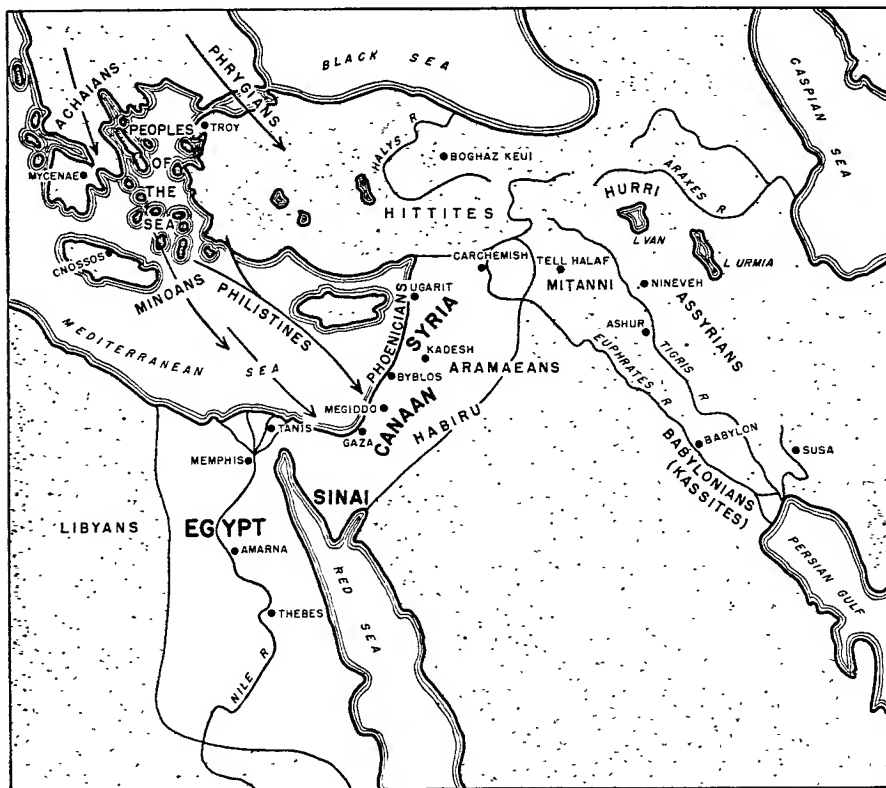 BLACK SEA
CASPIAN SEA
PHRYGIANS
ACHAIANS
PEOPLES OF THE SEA
TROY
MYCENAE
HALYS R
BOGHAZ KEUI
HITTITES
HURRI
ARAXES R
L VAN
L URMIA
CNOSSOS
MINOANS
PHILISTINES
MEDITERRANEAN SEA
CARCHEMISH
TELL HALAF
MITANNI
NINEVEH
ASSYRIANS
ASHUR
TIGRIS R
EUPHRATES R
UGARIT
PHOENICIANS
SYRIA
KADESH
BYBLOS
ARAMAEANS
MEGIDDO
CANAAN
HABIRU
GAZA
TANIS
MEMPHIS
BABYLON
BABYLONIANS
(KASSITES)
SUSA
PERSIAN GULF
SINAI
LIBYANS
EGYPT
AMARNA
THEBES
NILE R
RED SEA